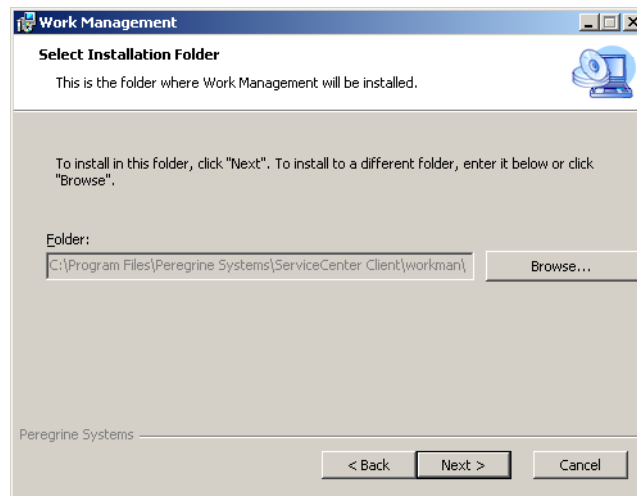 Work Management
Select Installation Folder
This is the folder where Work Management will be installed.
To install in this folder, click "Next". To install to a different folder, enter it below or click
"Browse".
Folder:
C:\Program Files\Peregrine Systems\ServiceCenter Client\workman\
Browse...
Peregrine Systems
< Back
Next >
Cancel